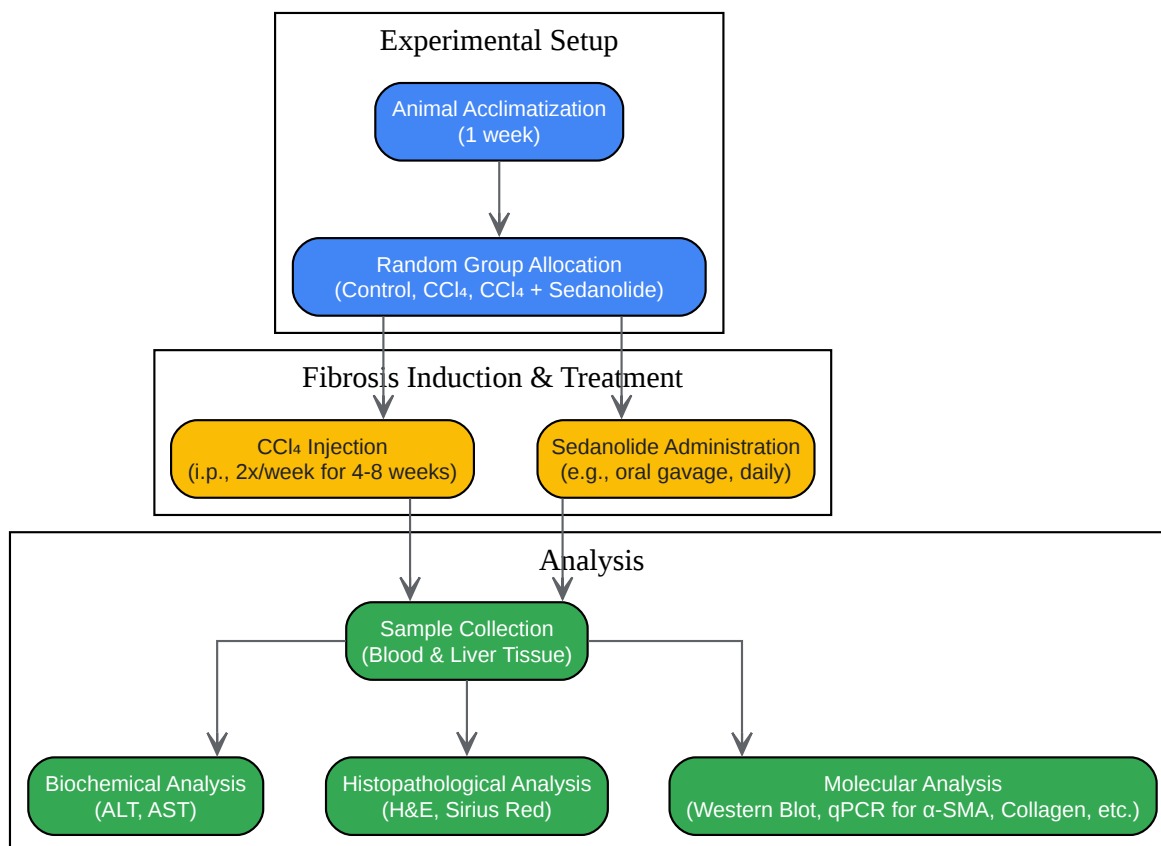 Experimental Setup
Animal Acclimatization
(1 week)
Random Group Allocation
(Control, CCl₄, CCl₄ + Sedanolide)
Fibrosis Induction & Treatment
CCl₄ Injection
(i.p., 2x/week for 4-8 weeks)
Sedanolide Administration
(e.g., oral gavage, daily)
Analysis
Sample Collection
(Blood & Liver Tissue)
Biochemical Analysis
(ALT, AST)
Histopathological Analysis
(H&E, Sirius Red)
Molecular Analysis
(Western Blot, qPCR for α-SMA, Collagen, etc.)